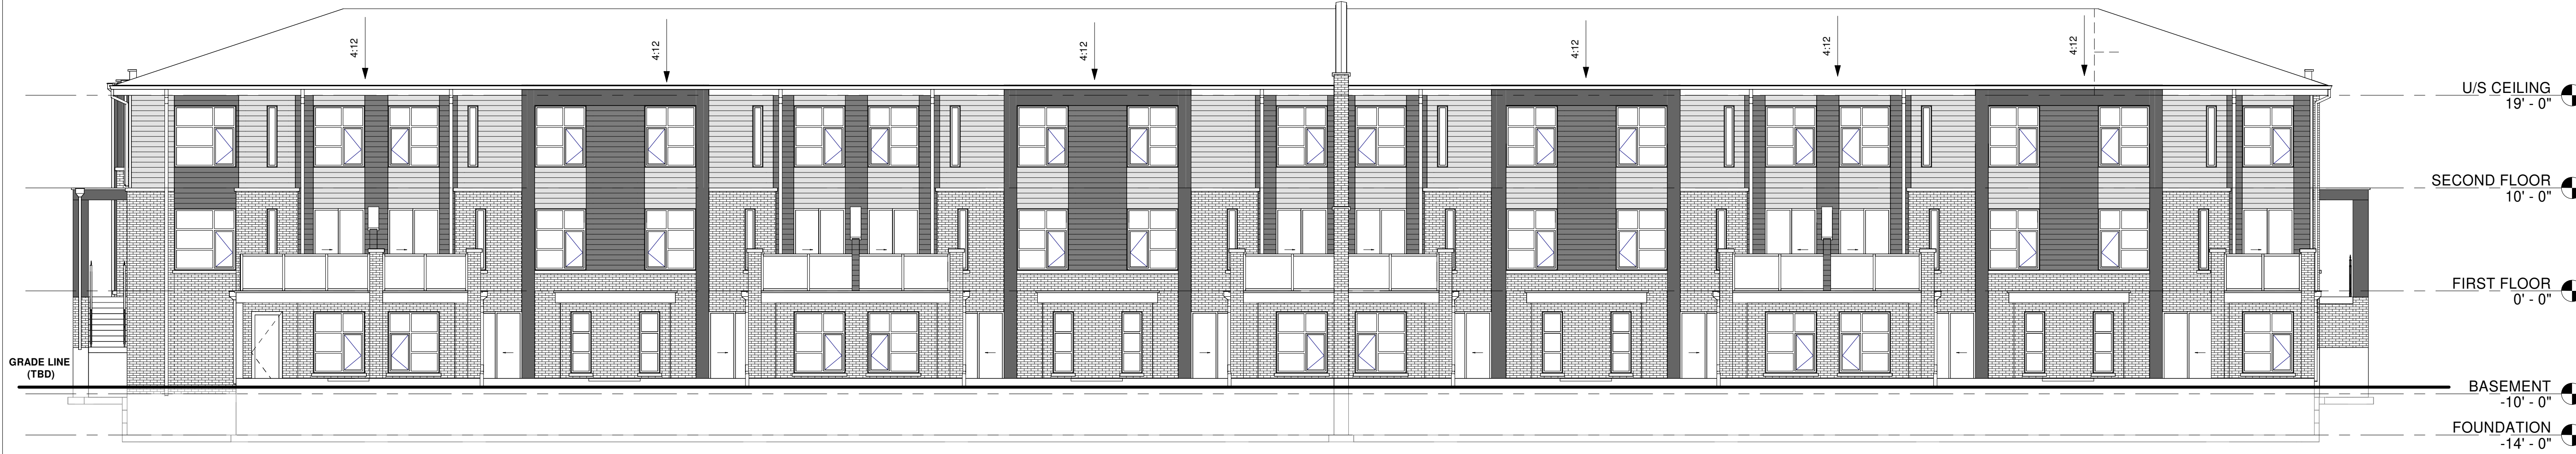 4:12
4:12
4:12
4:12
4:12
4:12
U/S CEILING
19' - 0"
SECOND FLOOR
10' - 0"
FIRST FLOOR
0' - 0"
GRADE LINE
(TBD)
BASEMENT
-10' - 0"
FOUNDATION
-14' - 0"